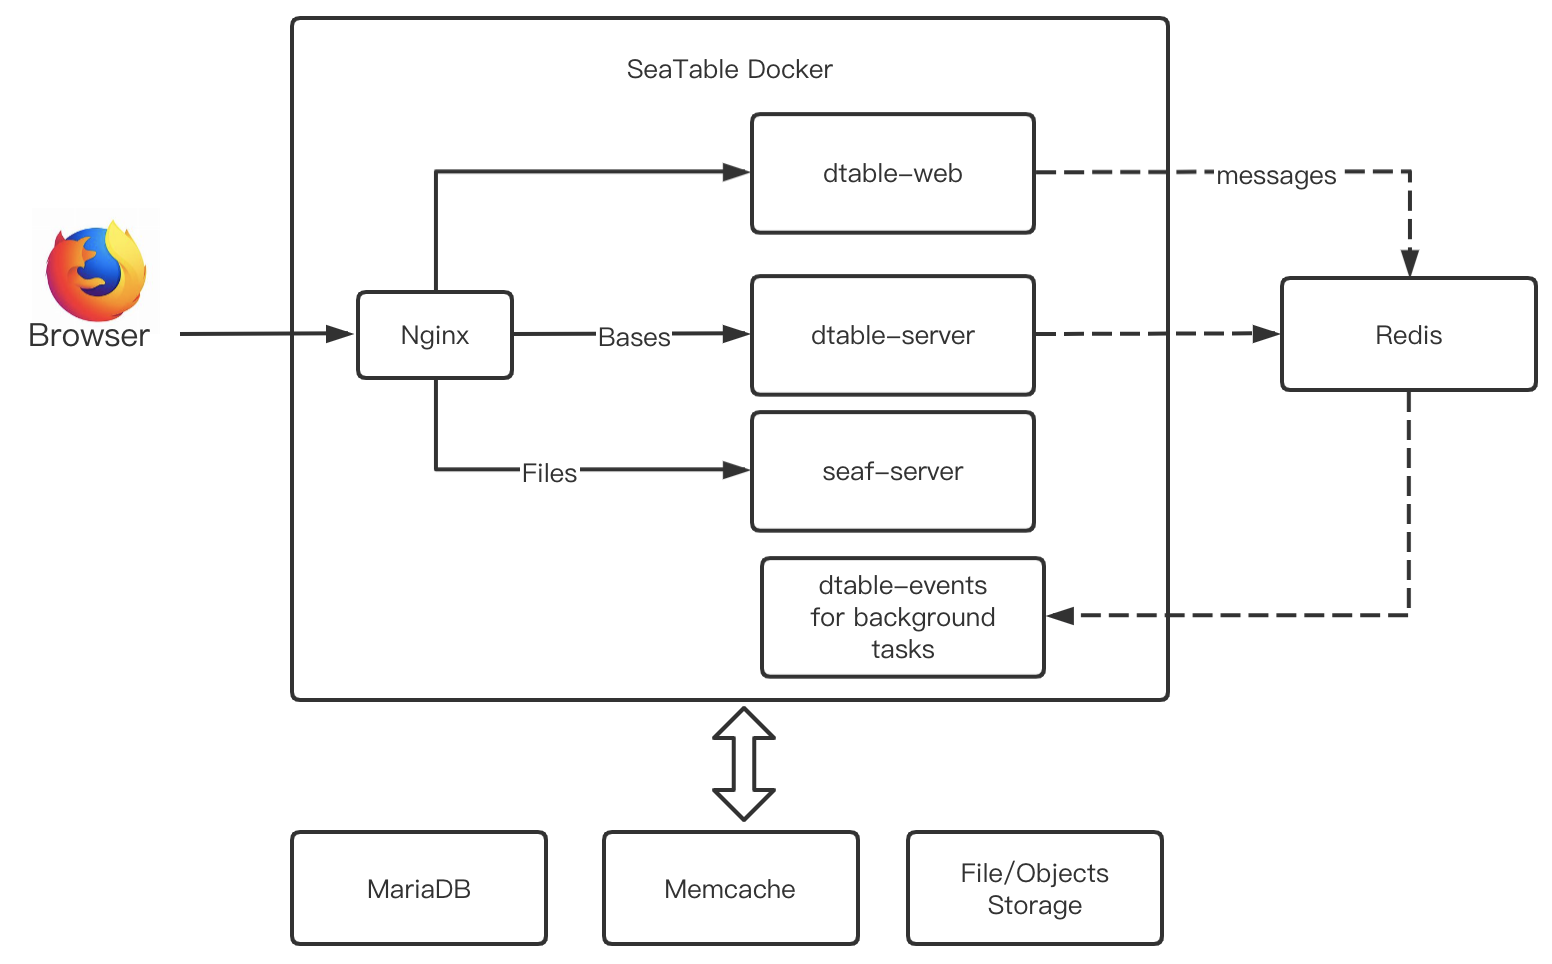 SeaTable Docker
dtable-web
messages
Browser
Nginx
Bases
dtable-server
Redis
Files
seaf-server
dtable-events
for background
tasks
MariaDB
Memcache
File/Objects
Storage